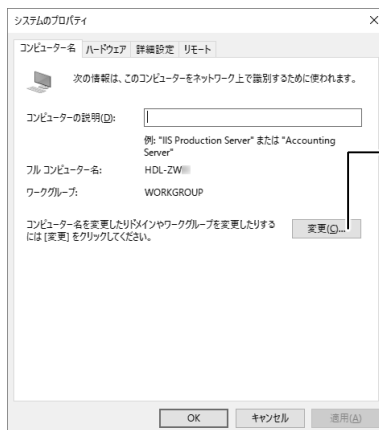 システムのプロパティ
コンピューター名 ハードウェア 詳細設定 リモート
次の情報は、このコンピューターをネットワーク上で識別するために使われます。
コンピューターの説明(D):
例: "IIS Production Server" または "Accounting
Server"
フル コンピューター名: HDL-ZW
ワークグループ: WORKGROUP
コンピューター名を変更したりドメインやワークグループを変更したりする
には [変更] をクリックしてください。
変更(C)...
OK キャンセル 適用(A)